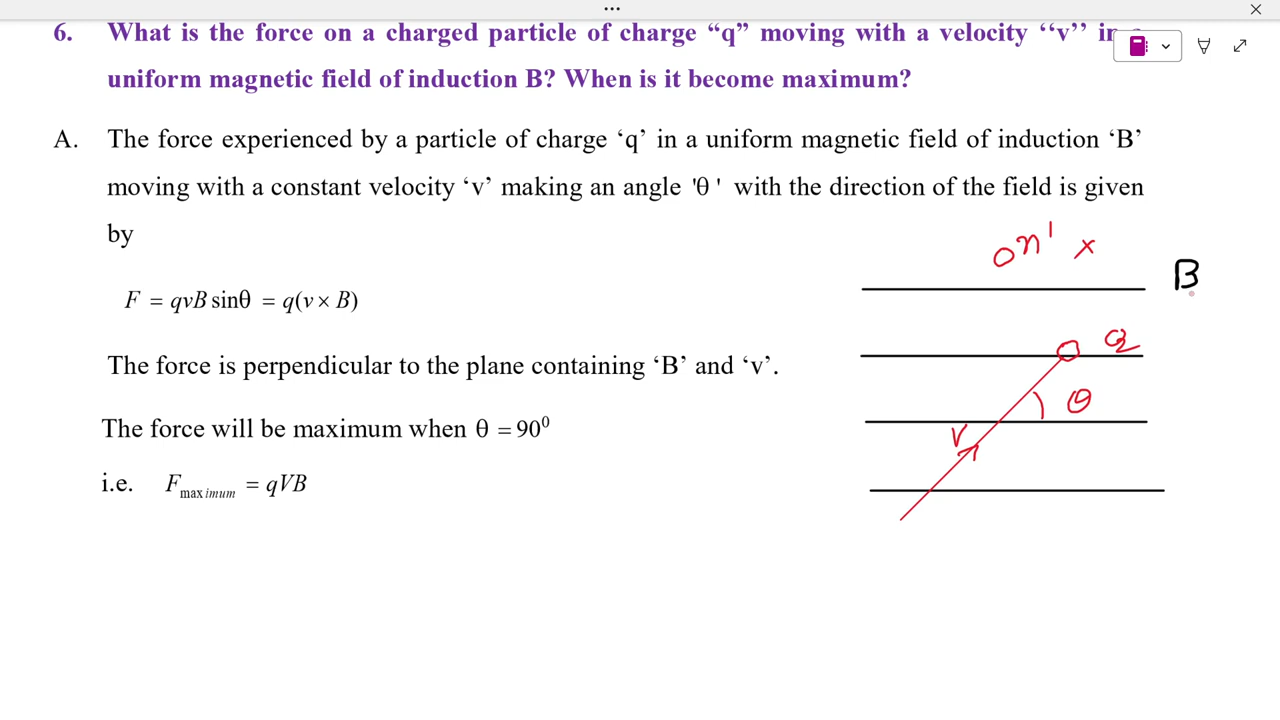 6. What is the force on a charged particle of charge “q” moving with a velocity ‘‘v’’ in
uniform magnetic field of induction B? When is it become maximum?
A. The force experienced by a particle of charge ‘q’ in a uniform magnetic field of induction ‘B’
moving with a constant velocity ‘v’ making an angle 'θ ' with the direction of the field is given
by
F = qvB sinθ = q(v × B)
The force is perpendicular to the plane containing ‘B’ and ‘v’.
The force will be maximum when θ = 90⁰
i.e. F maximum = qVB
B
θ
v